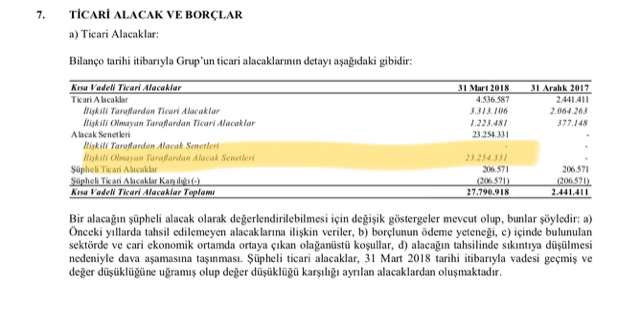 7. TİCARİ ALACAK VE BORÇLAR
a) Ticari Alacaklar:
Bilanço tarihi itibarıyla Grup'un ticari alacaklarının detayı aşağıdaki gibidir:
Kısa Vadeli Ticari Alacaklar 31 Mart 2018 31 Aralık 2017
Ticari Alacaklar 4.536.587 2.441.411
İlişkili Taraflardan Ticari Alacaklar 3.313.106 2.064.263
İlişkili Olmayan Taraflardan Ticari Alacaklar 1.223.481 377.148
Alacak Senetleri 23.254.331 -
İlişkili Taraflardan Alacak Senetleri - -
İlişkili Olmayan Taraflardan Alacak Senetleri 23.254.331 -
Şüpheli Ticari Alacaklar 206.571 206.571
Şüpheli Ticari Alacaklar Karşılığı (-) (206.571) (206.571)
Kısa Vadeli Ticari Alacaklar Toplamı 27.790.918 2.441.411
Bir alacağın şüpheli alacak olarak değerlendirilebilmesi için değişik göstergeler mevcut olup, bunlar şöyledir: a)
Önceki yıllarda tahsil edilemeyen alacaklarına ilişkin veriler, b) borçlunun ödeme yeteneği, c) içinde bulunulan
sektörde ve cari ekonomik ortamda ortaya çıkan olağanüstü koşullar, d) alacağın tahsilinde sıkıntıya düşülmesi
nedeniyle dava aşamasına taşınması. Şüpheli ticari alacaklar, 31 Mart 2018 tarihi itibarıyla vadesi geçmiş ve
değer düşüklüğüne uğramış olup değer düşüklüğü karşılığı ayrılan alacaklardan oluşmaktadır.